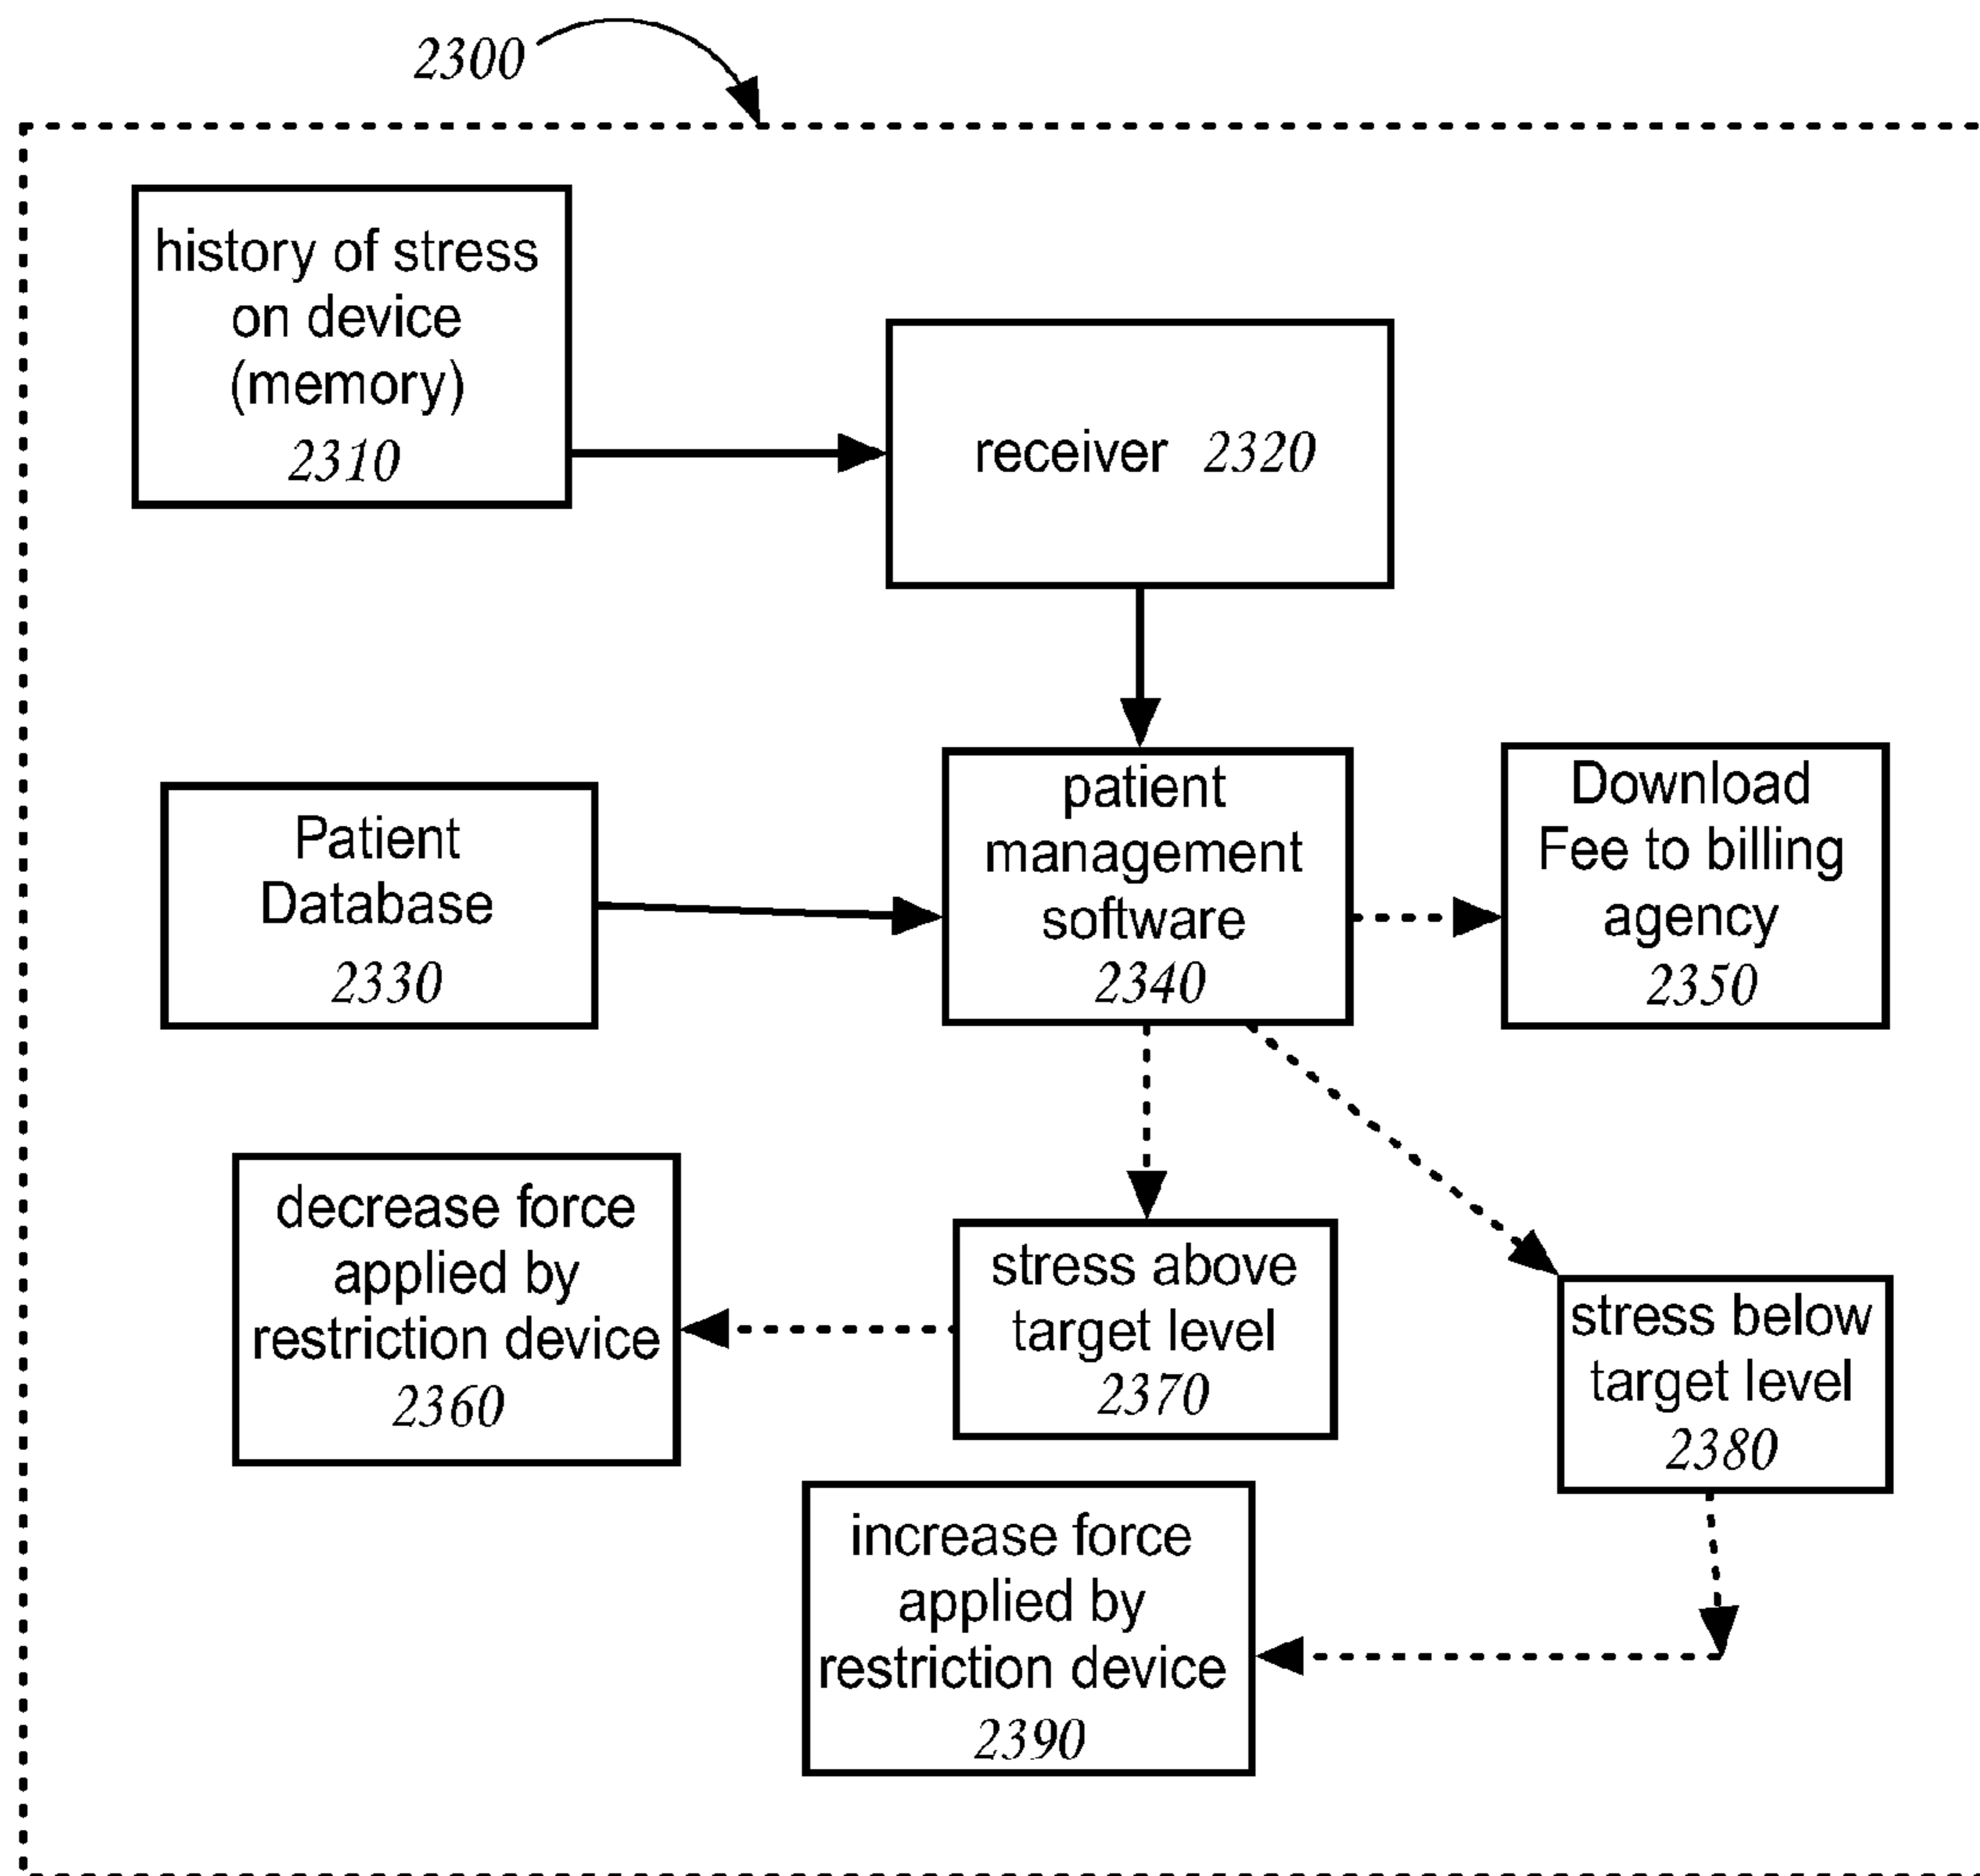 2300
history of stress
on device
(memory)
2310
receiver 2320
Patient
Database
2330
patient
management
software
2340
Download
Fee to billing
agency
2350
decrease force
applied by
restriction device
2360
stress above
target level
2370
stress below
target level
2380
increase force
applied by
restriction device
2390